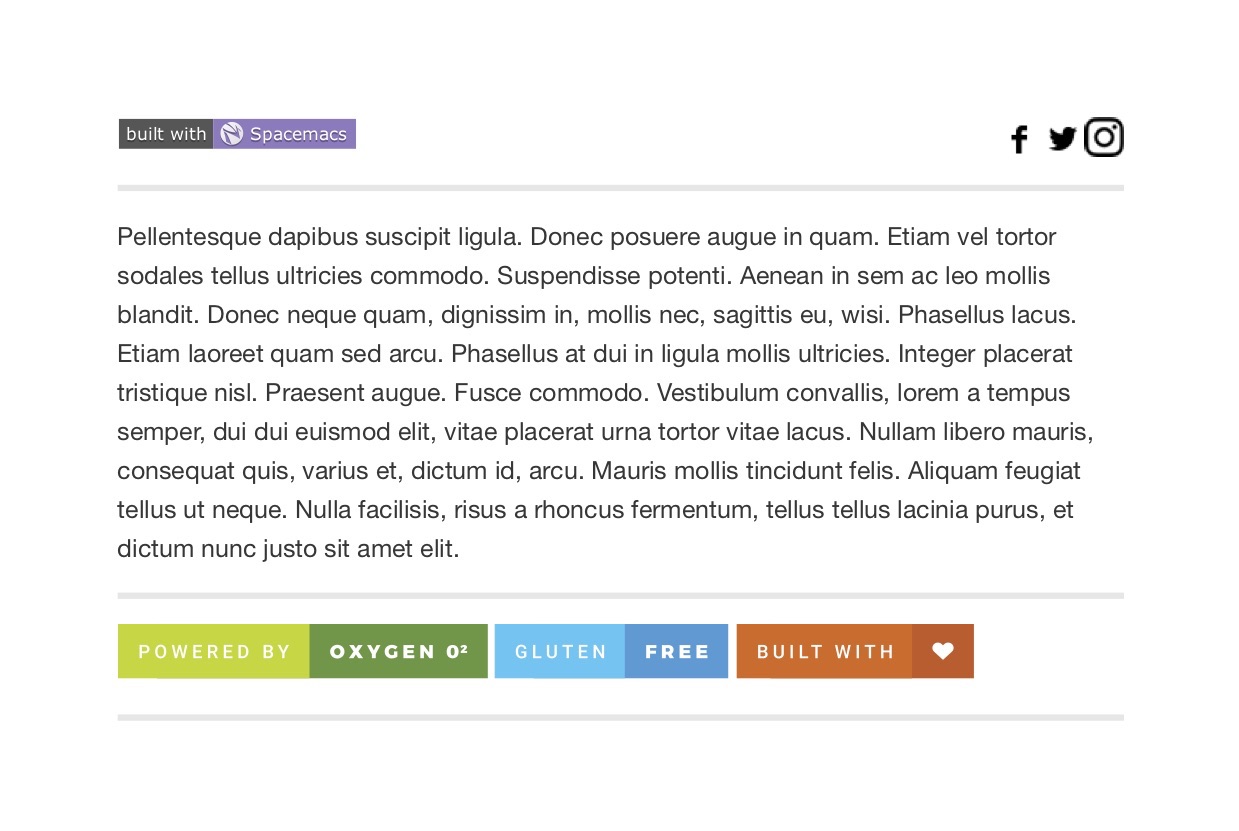 built with Spacemacs
Pellentesque dapibus suscipit ligula. Donec posuere augue in quam. Etiam vel tortor
sodales tellus ultricies commodo. Suspendisse potenti. Aenean in sem ac leo mollis
blandit. Donec neque quam, dignissim in, mollis nec, sagittis eu, wisi. Phasellus lacus.
Etiam laoreet quam sed arcu. Phasellus at dui in ligula mollis ultricies. Integer placerat
tristique nisl. Praesent augue. Fusce commodo. Vestibulum convallis, lorem a tempus
semper, dui dui euismod elit, vitae placerat urna tortor vitae lacus. Nullam libero mauris,
consequat quis, varius et, dictum id, arcu. Mauris mollis tincidunt felis. Aliquam feugiat
tellus ut neque. Nulla facilisis, risus a rhoncus fermentum, tellus tellus lacinia purus, et
dictum nunc justo sit amet elit.
POWERED BY OXYGEN 0² GLUTEN FREE BUILT WITH ♥